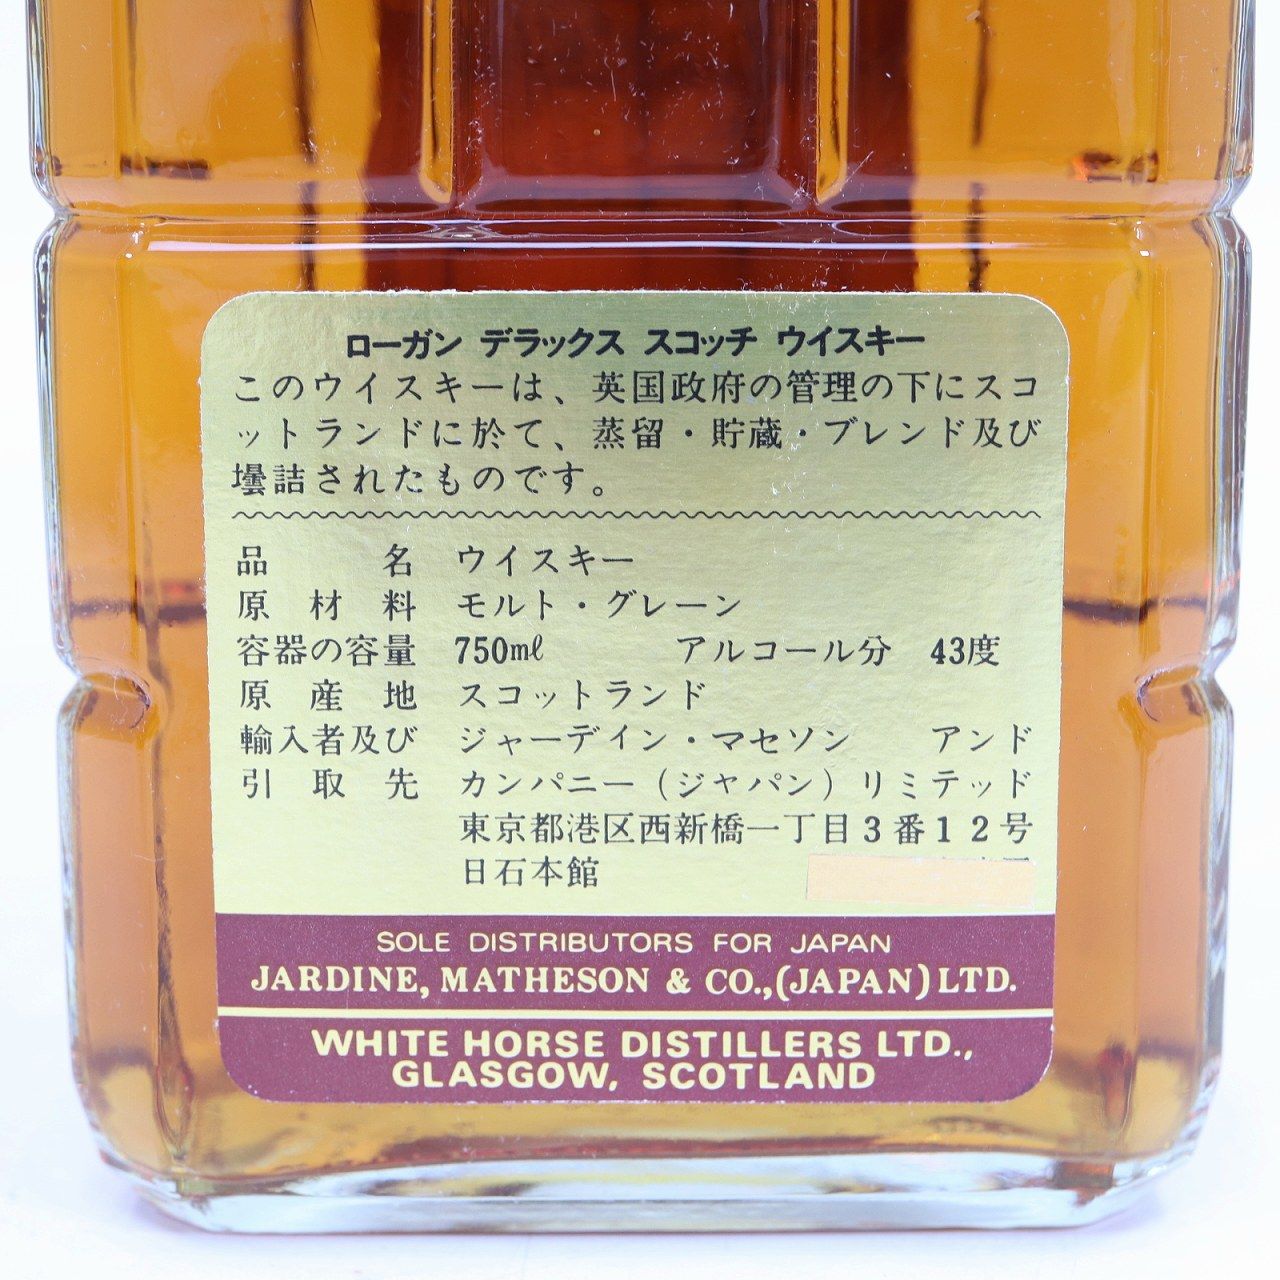 ローガン デラックス スコッチ ウイスキー
このウイスキーは、英国政府の管理の下にスコ
ットランドに於て、蒸留・貯蔵・ブレンド及び
壜詰されたものです。
品名 ウイスキー
原材料 モルト・グレーン
容器の容量 750mℓ アルコール分 43度
原産地 スコットランド
輸入者及び ジャーデイン・マセソン アンド
引取先 カンパニー（ジャパン）リミテッド
東京都港区西新橋一丁目3番12号
日石本館
SOLE DISTRIBUTORS FOR JAPAN
JARDINE, MATHESON & CO.,(JAPAN) LTD.
WHITE HORSE DISTILLERS LTD.,
GLASGOW, SCOTLAND